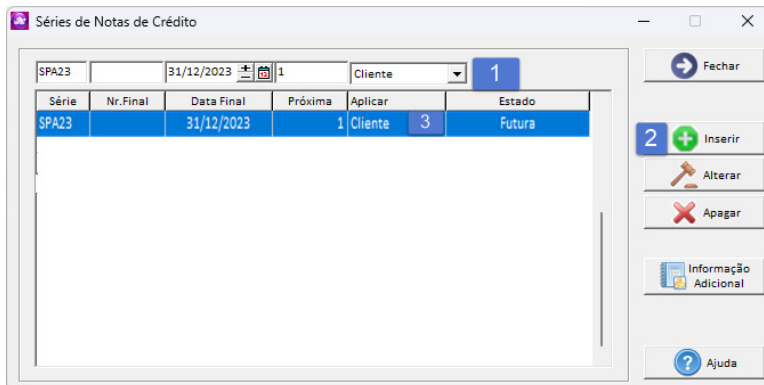 Séries de Notas de Crédito
SPA23 31/12/2023 1 Cliente 1
Fechar
Série Nr.Final Data Final Próxima Aplicar Estado
SPA23 31/12/2023 1 Cliente 3 Futura
2 Inserir
Alterar
Apagar
Informação
Adicional
Ajuda